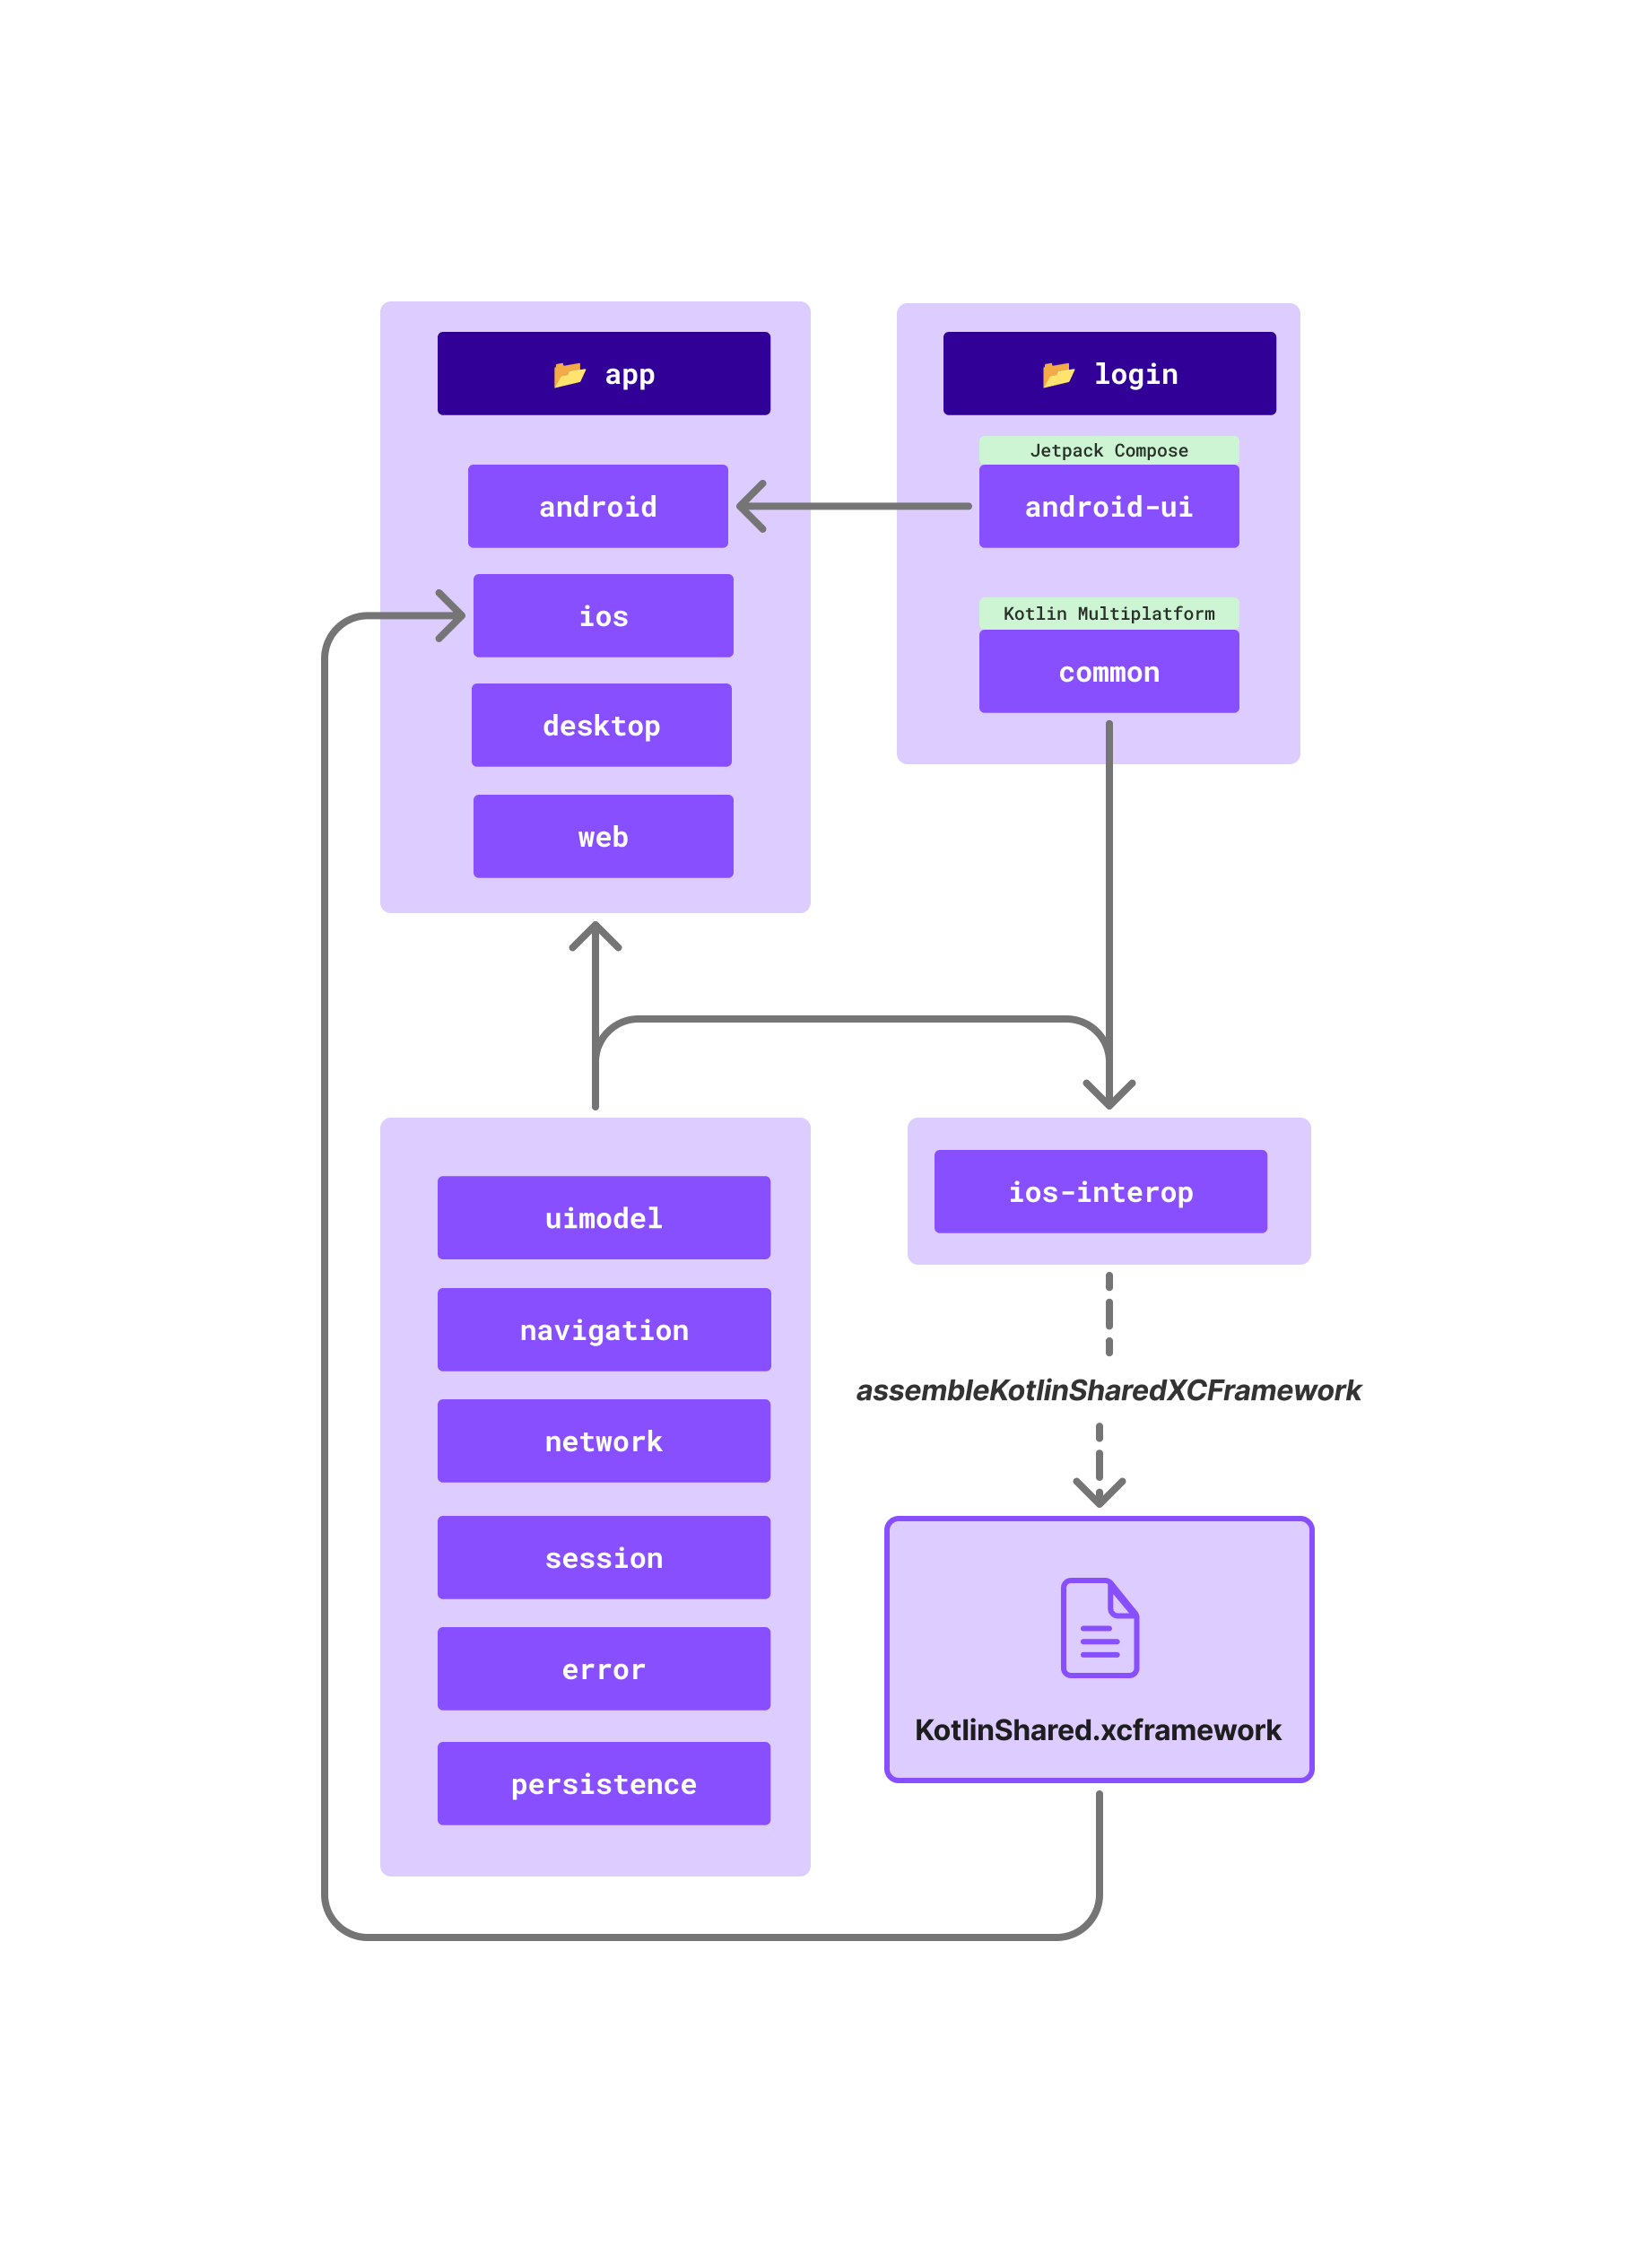 app
android
ios
desktop
web
login
Jetpack Compose
android-ui
Kotlin Multiplatform
common
uimodel
navigation
network
session
error
persistence
ios-interop
assembleKotlinSharedXCFramework
KotlinShared.xcframework